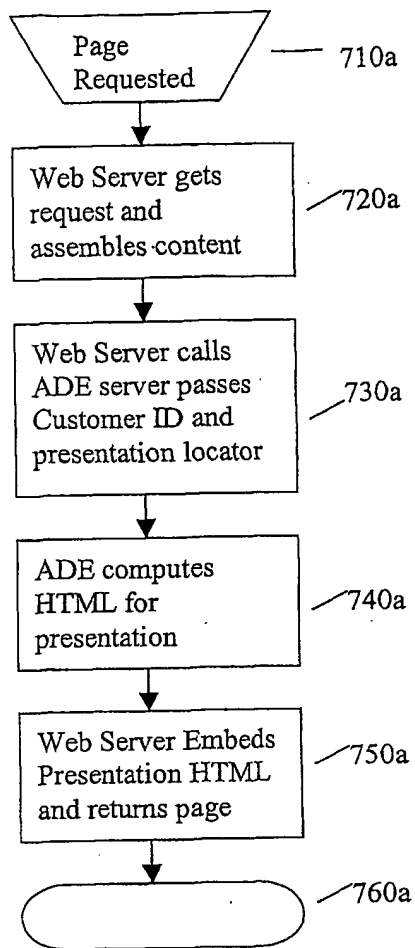 Page
Requested
710a
Web Server gets
request and
assembles content
720a
Web Server calls
ADE server passes
Customer ID and
presentation locator
730a
ADE computes
HTML for
presentation
740a
Web Server Embeds
Presentation HTML
and returns page
750a
760a